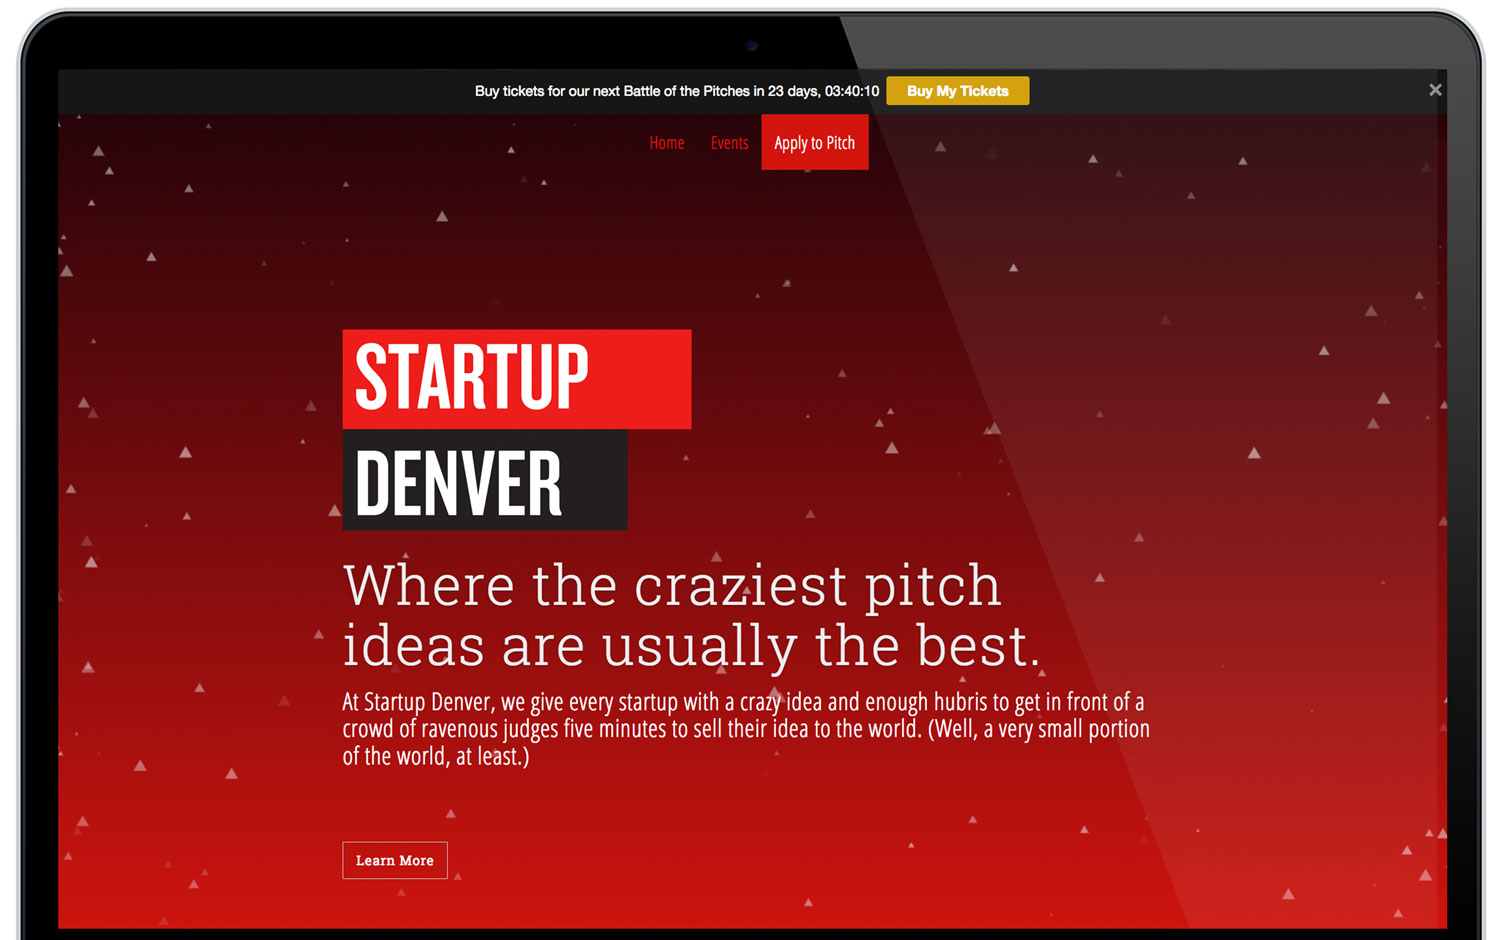 Buy tickets for our next Battle of the Pitches in 23 days, 03:40:10 Buy My Tickets ×
Home Events Apply to Pitch
STARTUP
DENVER
Where the craziest pitch
ideas are usually the best.
At Startup Denver, we give every startup with a crazy idea and enough hubris to get in front of a
crowd of ravenous judges five minutes to sell their idea to the world. (Well, a very small portion
of the world, at least.)
Learn More